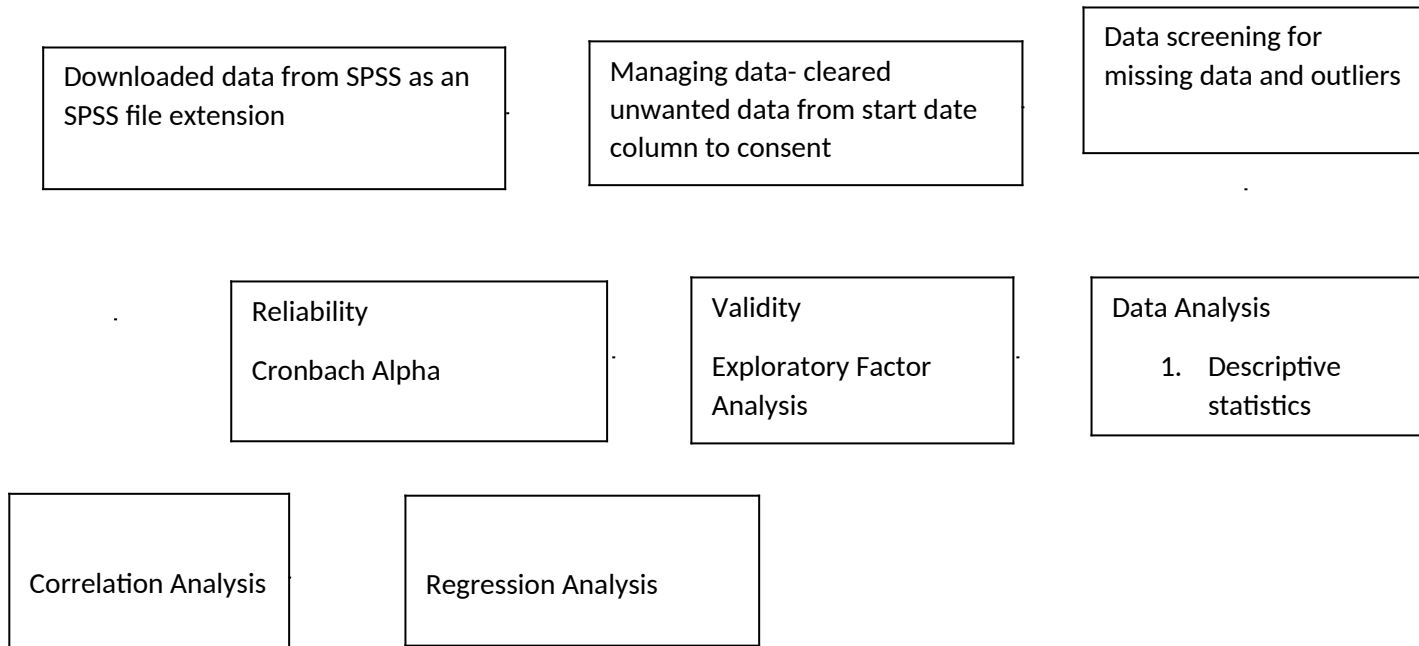 Downloaded data from SPSS as an
SPSS file extension
Managing data- cleared
unwanted data from start date
column to consent
Data screening for
missing data and outliers
Reliability
Cronbach Alpha
Validity
Exploratory Factor
Analysis
Data Analysis
1. Descriptive
statistics
Correlation Analysis
Regression Analysis